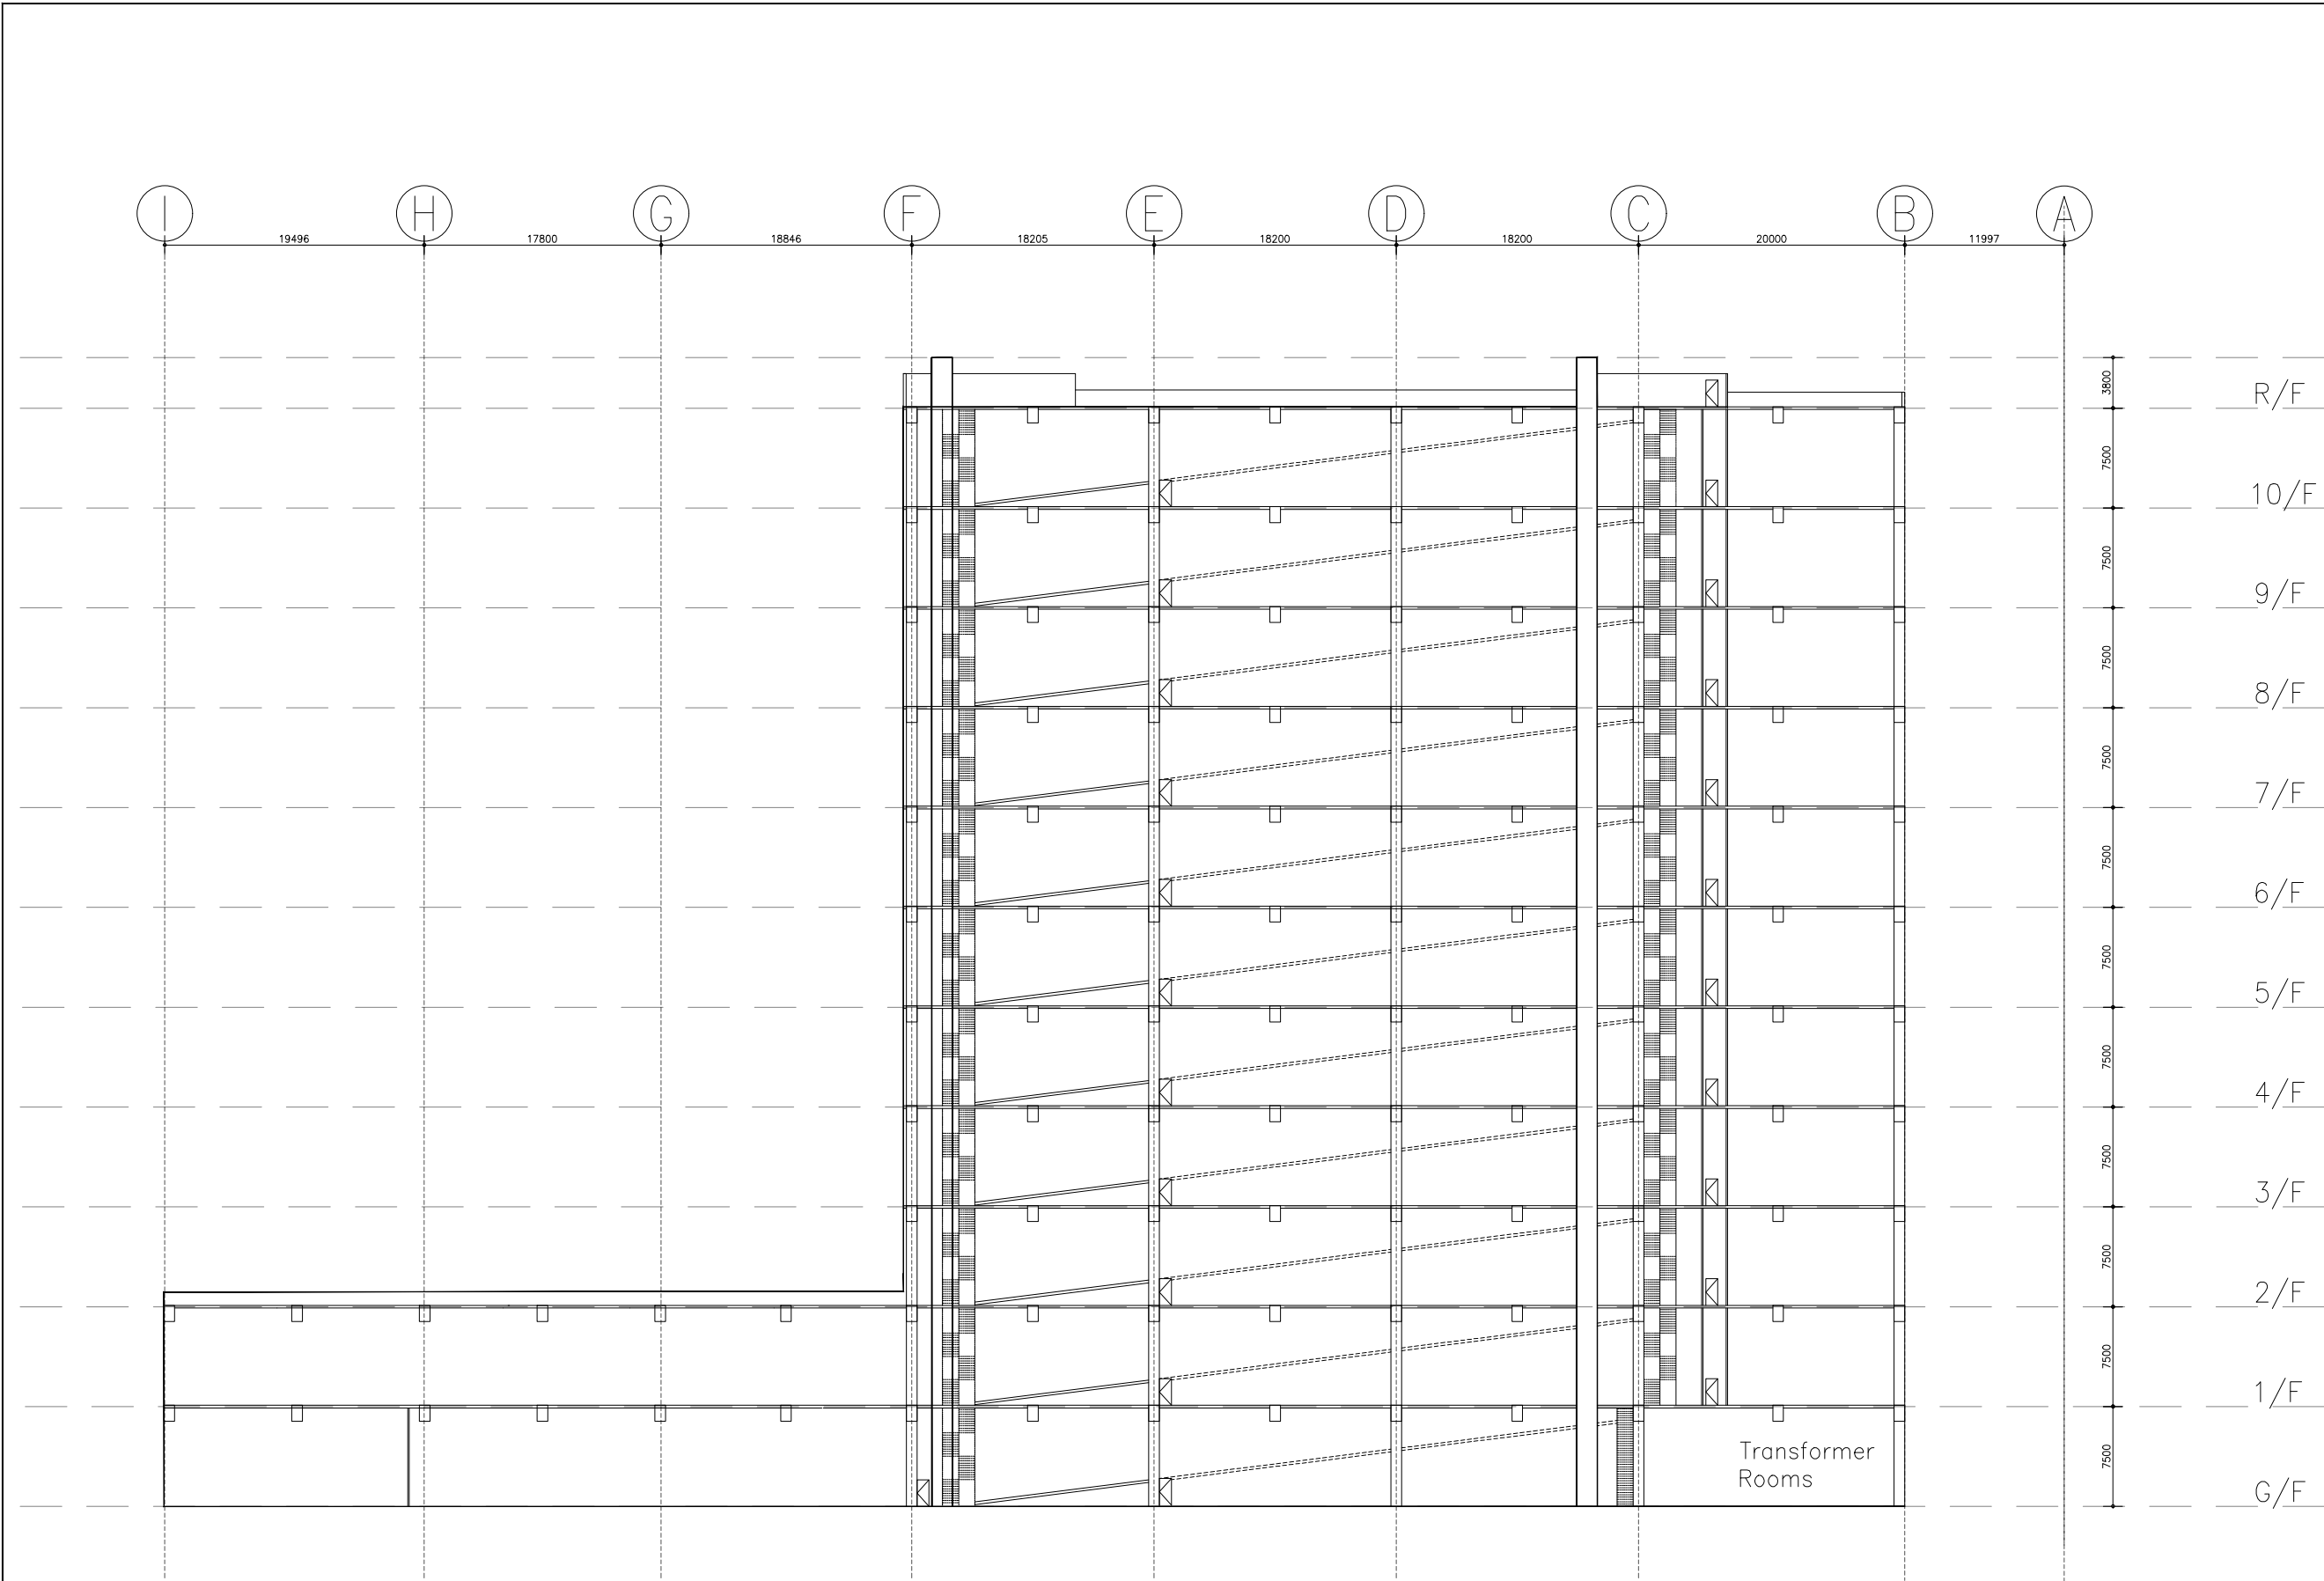 I H G F E D C B A
19496 17800 18846 18205 18200 18200 20000 11997
3800
R/F
7500
10/F
7500
9/F
7500
8/F
7500
7/F
7500
6/F
7500
5/F
7500
4/F
7500
3/F
7500
2/F
7500
1/F
Transformer
Rooms
7500
G/F